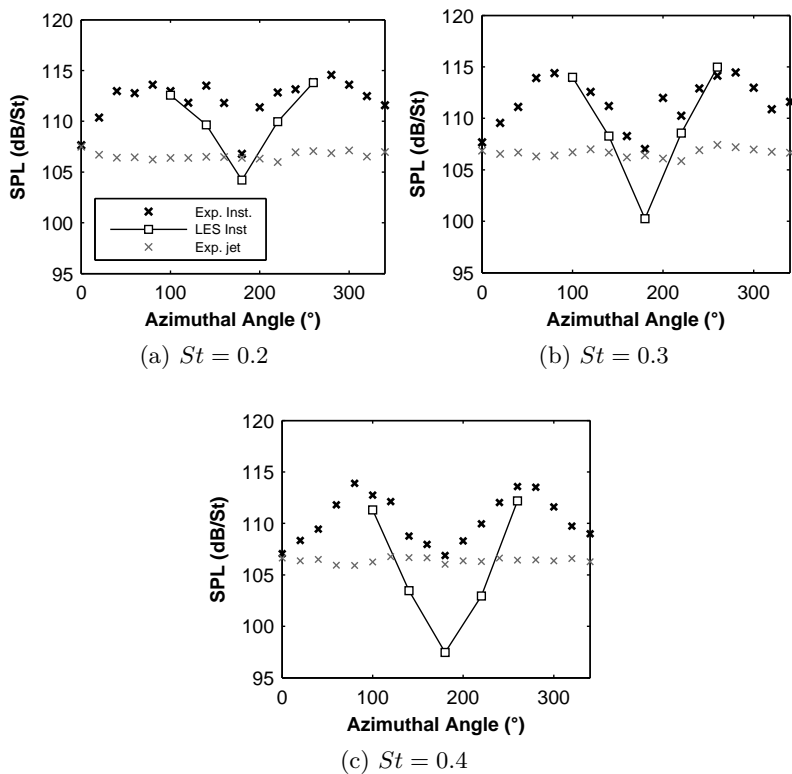 120
115
110
105
100
95
SPL (dB/St)
Exp. Inst.
LES Inst
Exp. jet
0 100 200 300
Azimuthal Angle (°)
(a) St = 0.2
120
115
110
105
100
95
SPL (dB/St)
0 100 200 300
Azimuthal Angle (°)
(b) St = 0.3
120
115
110
105
100
95
SPL (dB/St)
0 100 200 300
Azimuthal Angle (°)
(c) St = 0.4